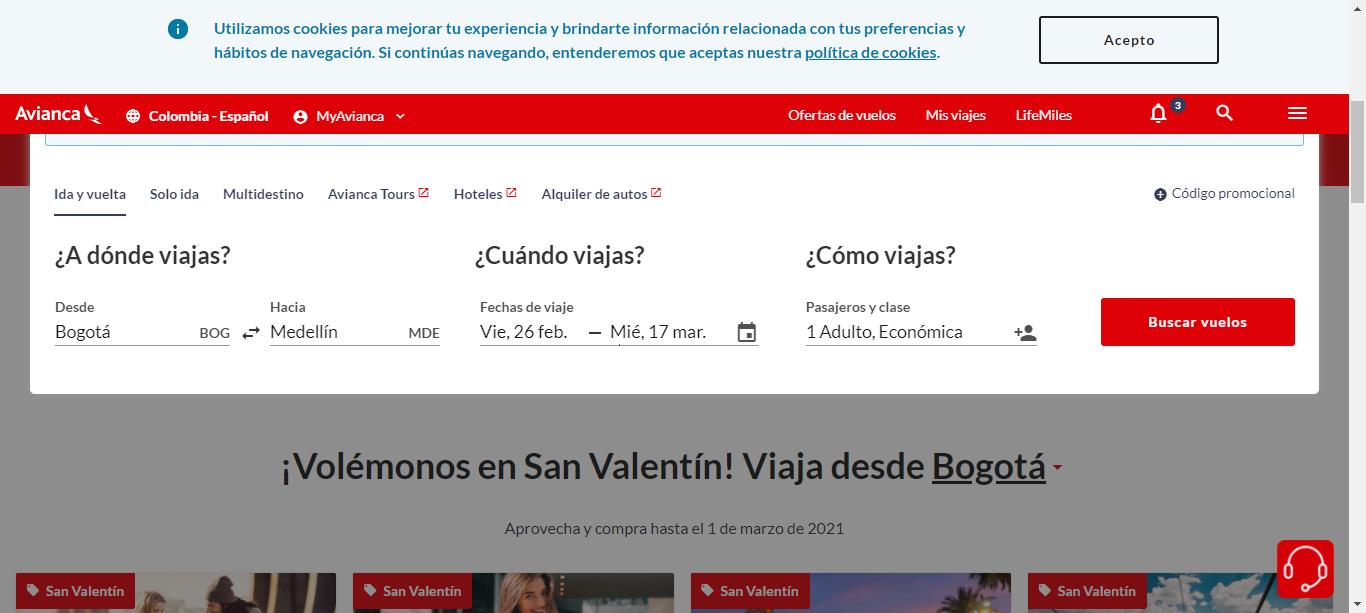 Utilizamos cookies para mejorar tu experiencia y brindarte información relacionada con tus preferencias y
hábitos de navegación. Si continúas navegando, entenderemos que aceptas nuestra política de cookies.
Acepto
Avianca
Colombia - Español
MyAvianca
Ofertas de vuelos
Mis viajes
LifeMiles
3
Ida y vuelta
Solo ida
Multidestino
Avianca Tours
Hoteles
Alquiler de autos
Código promocional
¿A dónde viajas?
¿Cuándo viajas?
¿Cómo viajas?
Desde
Hacia
Fechas de viaje
Pasajeros y clase
Bogotá BOG
Medellín MDE
Vie, 26 feb. — Mié, 17 mar.
1 Adulto, Económica
Buscar vuelos
¡Volémonos en San Valentín! Viaja desde Bogotá
Aprovecha y compra hasta el 1 de marzo de 2021
San Valentín
San Valentín
San Valentín
San Valentín